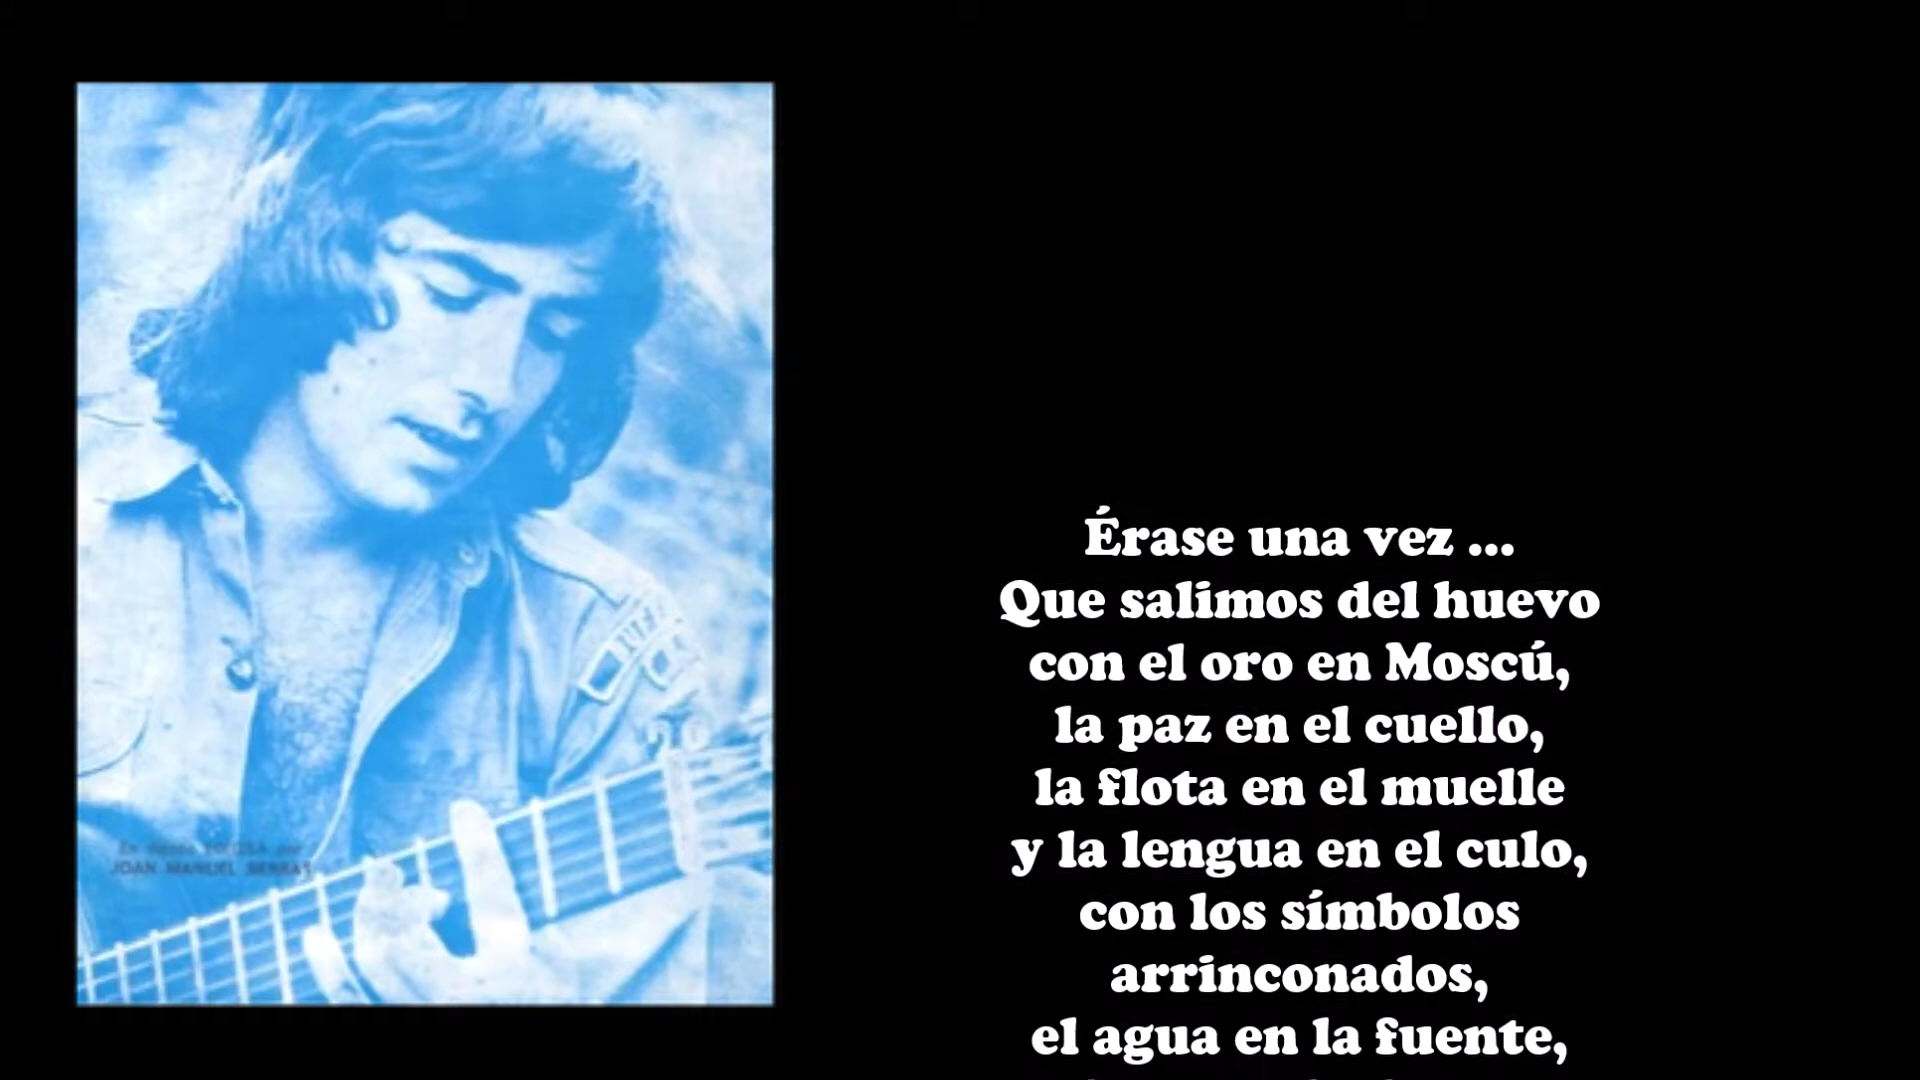 Érase una vez ...
Que salimos del huevo
con el oro en Moscú,
la paz en el cuello,
la flota en el muelle
y la lengua en el culo,
con los símbolos
arrinconados,
el agua en la fuente,
JOAN MANUEL SERRAT